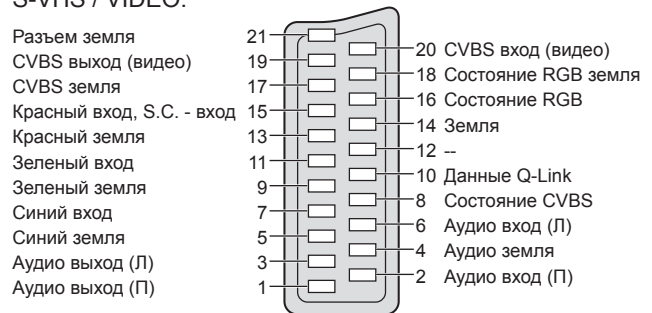 S-VHS / VIDEO.
Разъем земля 21
CVBS выход (видео) 19
CVBS земля 17
Красный вход, S.C. - вход 15
Красный земля 13
Зеленый вход 11
Зеленый земля 9
Синий вход 7
Синий земля 5
Аудио выход (Л) 3
Аудио выход (П) 1
20 CVBS вход (видео)
18 Состояние RGB земля
16 Состояние RGB
14 Земля
12 --
10 Данные Q-Link
8 Состояние CVBS
6 Аудио вход (Л)
4 Аудио земля
2 Аудио вход (П)